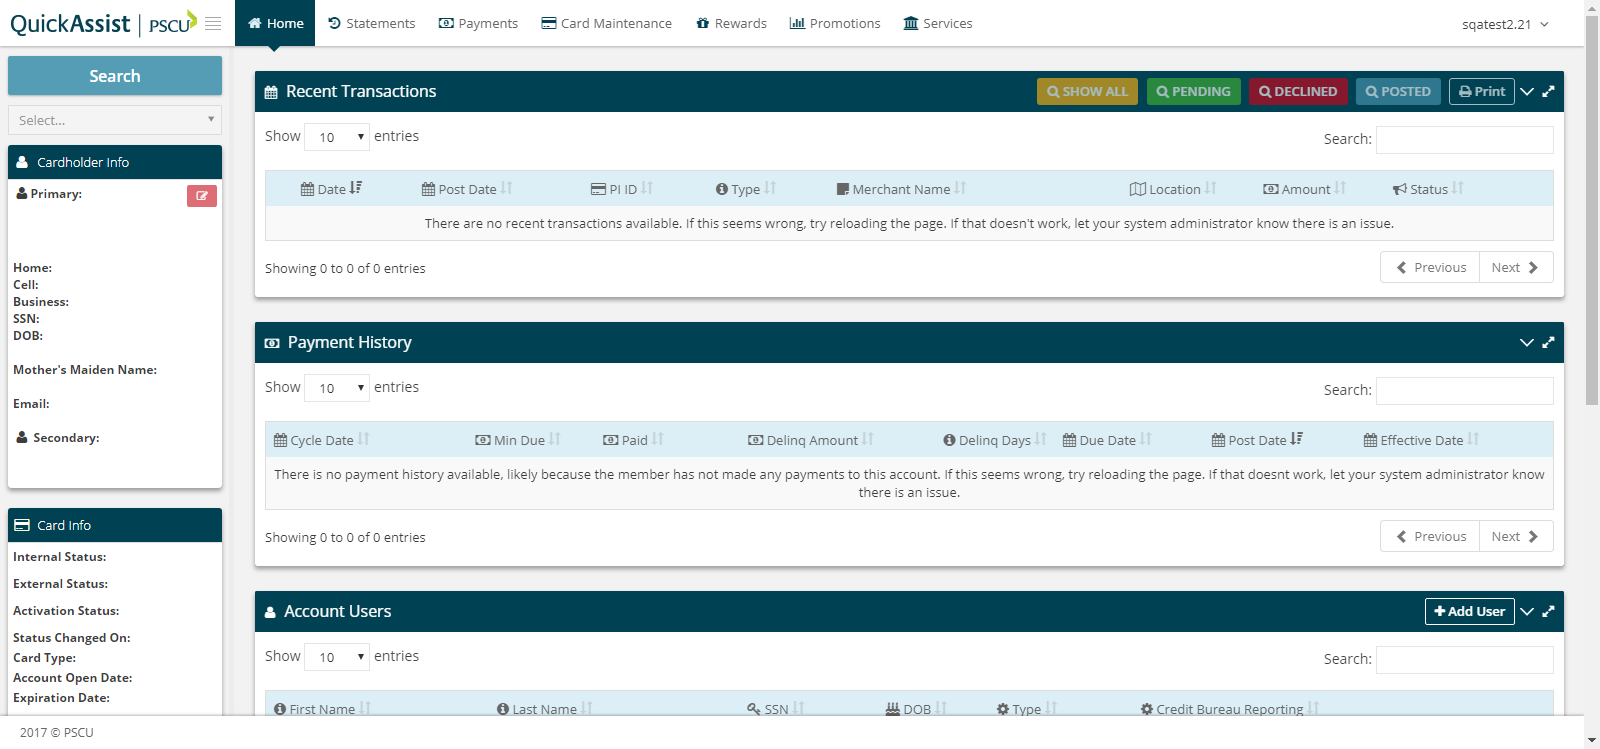 QuickAssist | PSCU
Home Statements Payments Card Maintenance Rewards Promotions Services sqatest2.21
Search
Select...
Cardholder Info
Primary:
Home:
Cell:
Business:
SSN:
DOB:
Mother's Maiden Name:
Email:
Secondary:
Card Info
Internal Status:
External Status:
Activation Status:
Status Changed On:
Card Type:
Account Open Date:
Expiration Date:
Recent Transactions SHOW ALL PENDING DECLINED POSTED Print
Show 10 entries Search:
Date Post Date PI ID Type Merchant Name Location Amount Status
There are no recent transactions available. If this seems wrong, try reloading the page. If that doesn't work, let your system administrator know there is an issue.
Showing 0 to 0 of 0 entries Previous Next
Payment History
Show 10 entries Search:
Cycle Date Min Due Paid Delinq Amount Delinq Days Due Date Post Date Effective Date
There is no payment history available, likely because the member has not made any payments to this account. If this seems wrong, try reloading the page. If that doesnt work, let your system administrator know
there is an issue.
Showing 0 to 0 of 0 entries Previous Next
Account Users Add User
Show 10 entries Search:
First Name Last Name SSN DOB Type Credit Bureau Reporting
2017 © PSCU